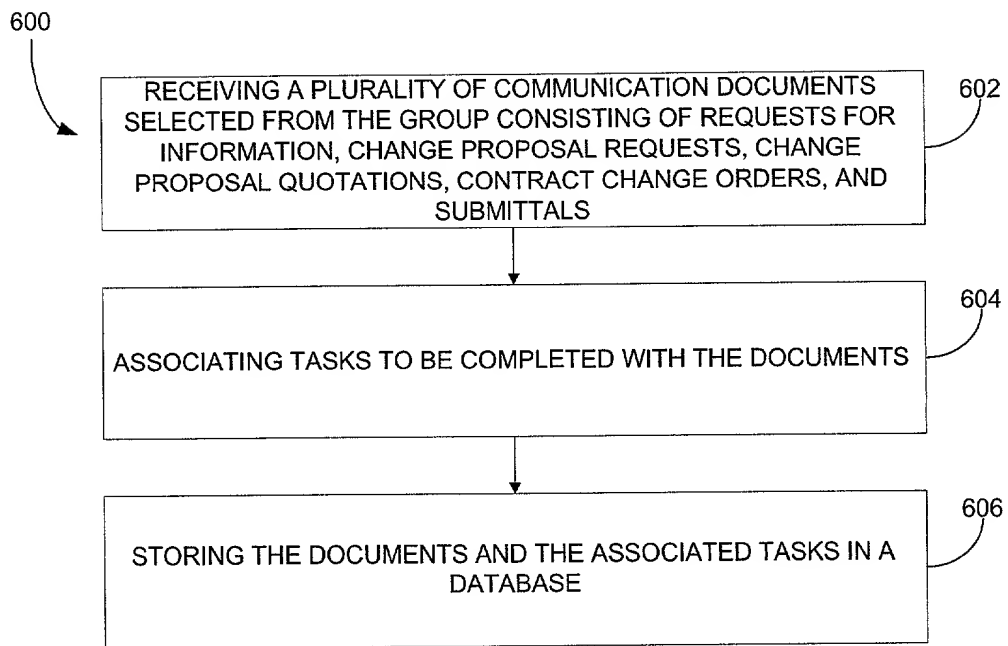 600
RECEIVING A PLURALITY OF COMMUNICATION DOCUMENTS
SELECTED FROM THE GROUP CONSISTING OF REQUESTS FOR
INFORMATION, CHANGE PROPOSAL REQUESTS, CHANGE
PROPOSAL QUOTATIONS, CONTRACT CHANGE ORDERS, AND
SUBMITTALS
602
ASSOCIATING TASKS TO BE COMPLETED WITH THE DOCUMENTS
604
STORING THE DOCUMENTS AND THE ASSOCIATED TASKS IN A
DATABASE
606